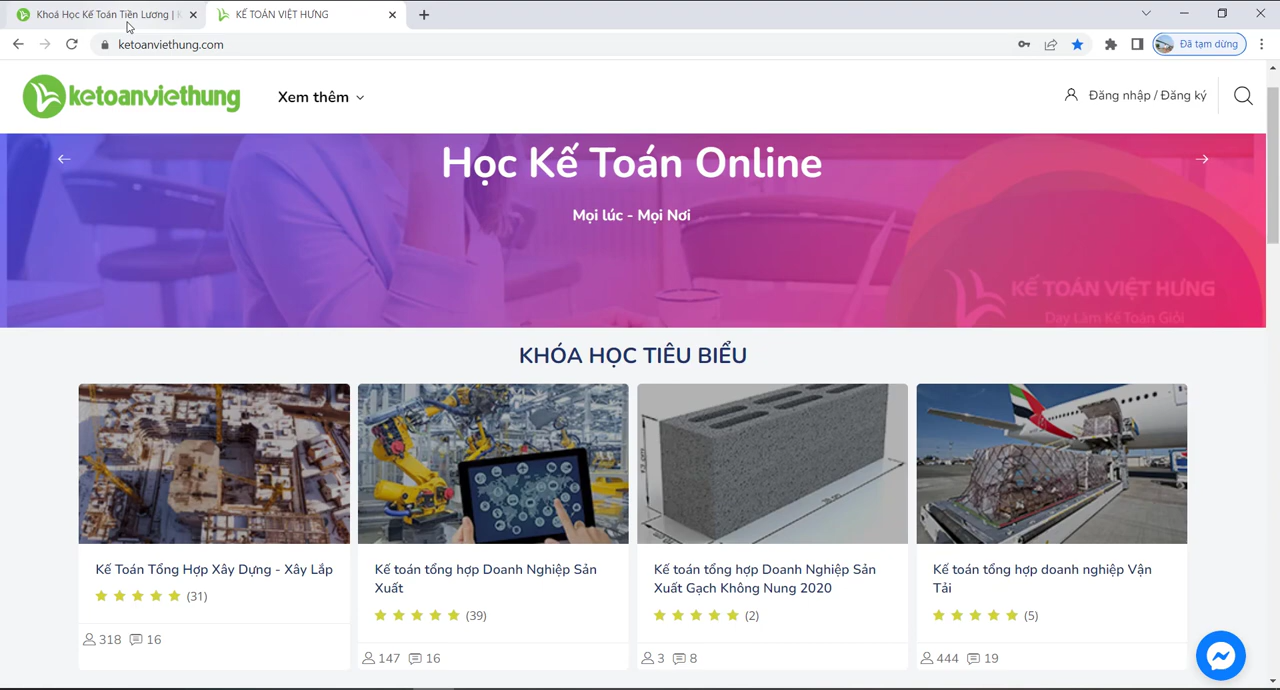 Khoá Học Kế Toán Tiền Lương |
KẾ TOÁN VIỆT HƯNG
ketoanviethung.com
Đã tạm dừng
ketoanviethung
Xem thêm
Đăng nhập / Đăng ký
Học Kế Toán Online
Mọi lúc - Mọi Nơi
KẾ TOÁN VIỆT HƯNG
Dạy Làm Kế Toán Giỏi
KHÓA HỌC TIÊU BIỂU
Kế Toán Tổng Hợp Xây Dựng - Xây Lắp
(31)
318 16
Kế toán tổng hợp Doanh Nghiệp Sản
Xuất
(39)
147 16
Kế toán tổng hợp Doanh Nghiệp Sản
Xuất Gạch Không Nung 2020
(2)
3 8
Kế toán tổng hợp doanh nghiệp Vận
Tải
(5)
444 19